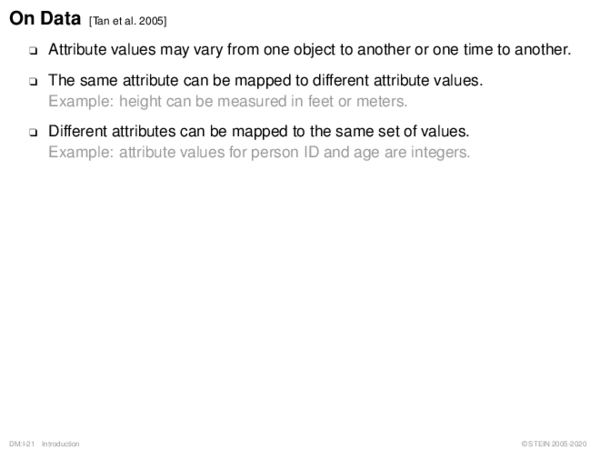 On Data [Tan et al. 2005]
❑ Attribute values may vary from one object to another or one time to another.
❑ The same attribute can be mapped to different attribute values.
Example: height can be measured in feet or meters.
❑ Different attributes can be mapped to the same set of values.
Example: attribute values for person ID and age are integers.
DM:I-21 Introduction © STEIN 2005-2020